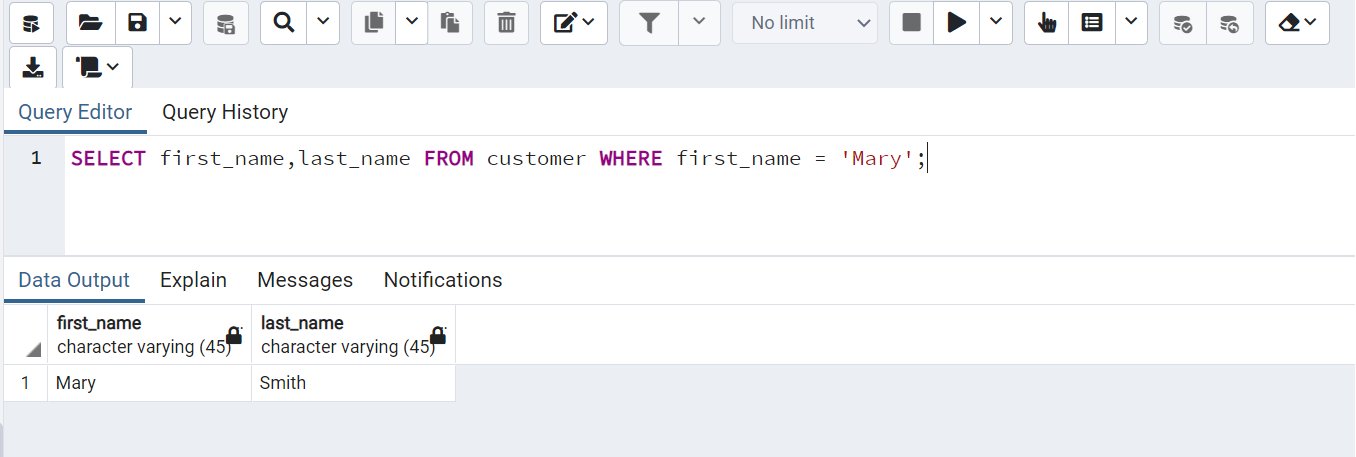 No limit
Query Editor Query History
1 SELECT first_name,last_name FROM customer WHERE first_name = 'Mary';
Data Output Explain Messages Notifications
first_name last_name
character varying (45) character varying (45)
1 Mary Smith